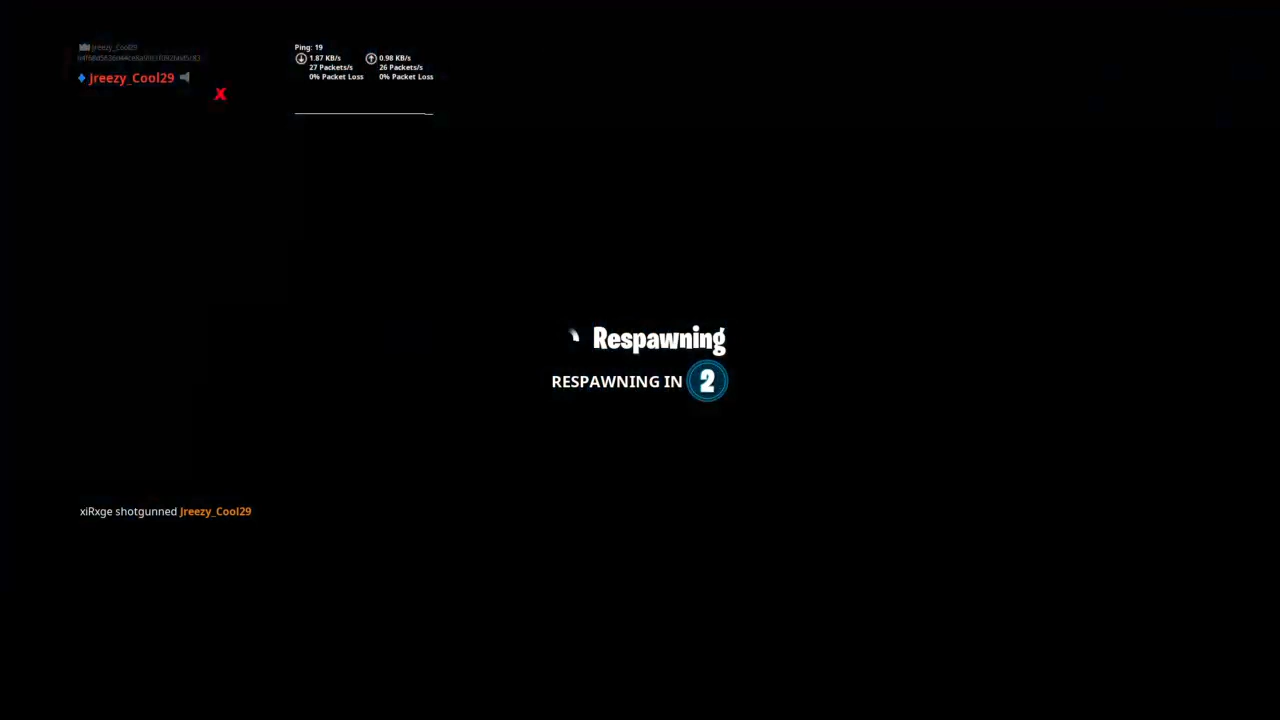 Jreezy_Cool29
Jreezy_Cool29
X
Ping: 19
1.87 KB/s 0.98 KB/s
27 Packets/s 26 Packets/s
0% Packet Loss 0% Packet Loss
Respawning
RESPAWNING IN 2
xiRxge shotgunned Jreezy_Cool29